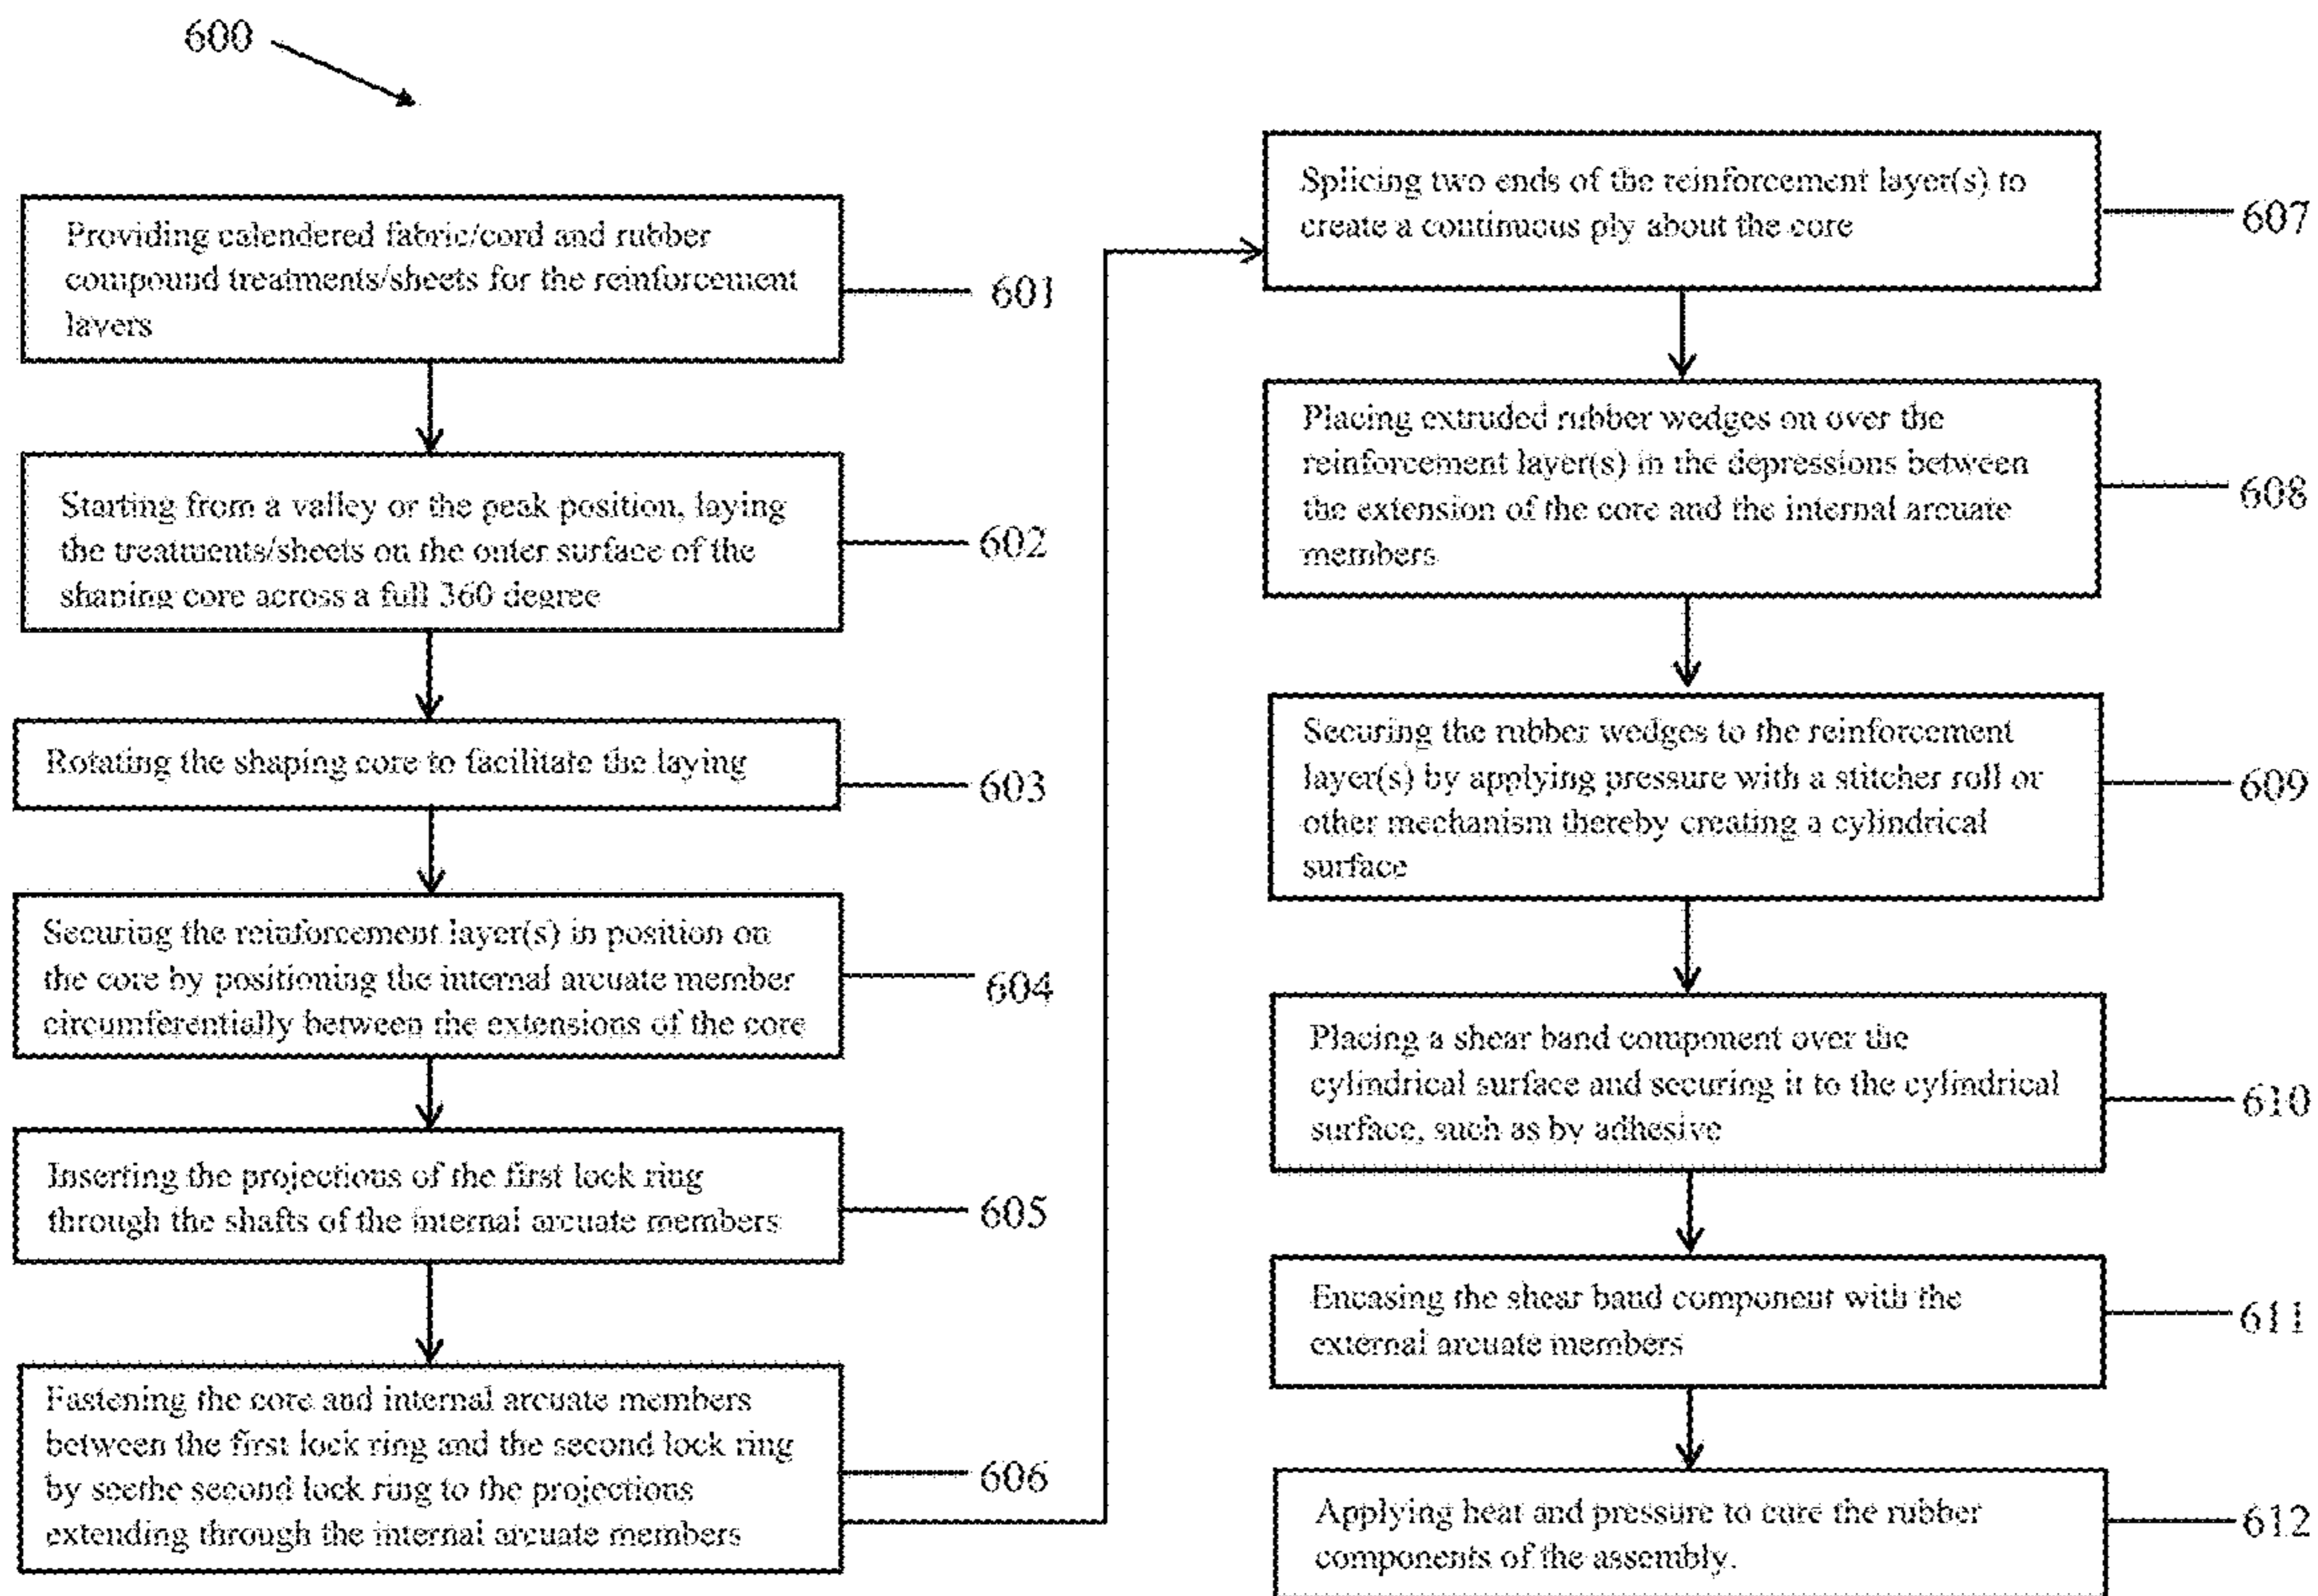 600
Providing calendered fabric/cord and rubber
compound treatments/sheets for the reinforcement
layers
601
Starting from a valley or the peak position, laying
the treatments/sheets on the outer surface of the
shaping core across a full 360 degree
602
Rotating the shaping core to facilitate the laying
603
Securing the reinforcement layer(s) in position on
the core by positioning the internal arcuate member
circumferentially between the extensions of the core
604
Inserting the projections of the first lock ring
through the shafts of the internal arcuate members
605
Fastening the core and internal arcuate members
between the first lock ring and the second lock ring
by seethe second lock ring to the projections
extending through the internal arcuate members
606
Splicing two ends of the reinforcement layer(s) to
create a continuous ply about the core
607
Placing extruded rubber wedges on over the
reinforcement layer(s) in the depressions between
the extension of the core and the internal arcuate
members
608
Securing the rubber wedges to the reinforcement
layer(s) by applying pressure with a stitcher roll or
other mechanism thereby creating a cylindrical
surface
609
Placing a shear band component over the
cylindrical surface and securing it to the cylindrical
surface, such as by adhesive
610
Encasing the shear band component with the
external arcuate members
611
Applying heat and pressure to cure the rubber
components of the assembly.
612